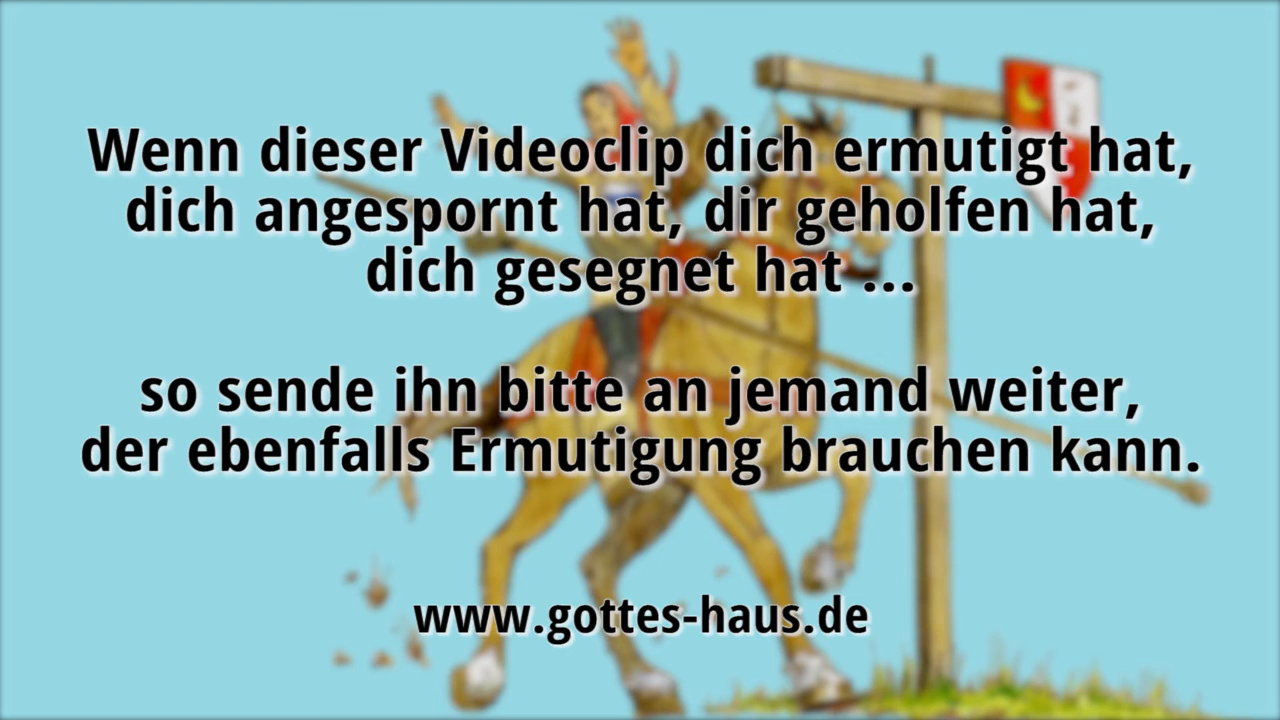 Wenn dieser Videoclip dich ermutigt hat,
dich angespornt hat, dir geholfen hat,
dich gesegnet hat ...
so sende ihn bitte an jemand weiter,
der ebenfalls Ermutigung brauchen kann.
www.gottes-haus.de